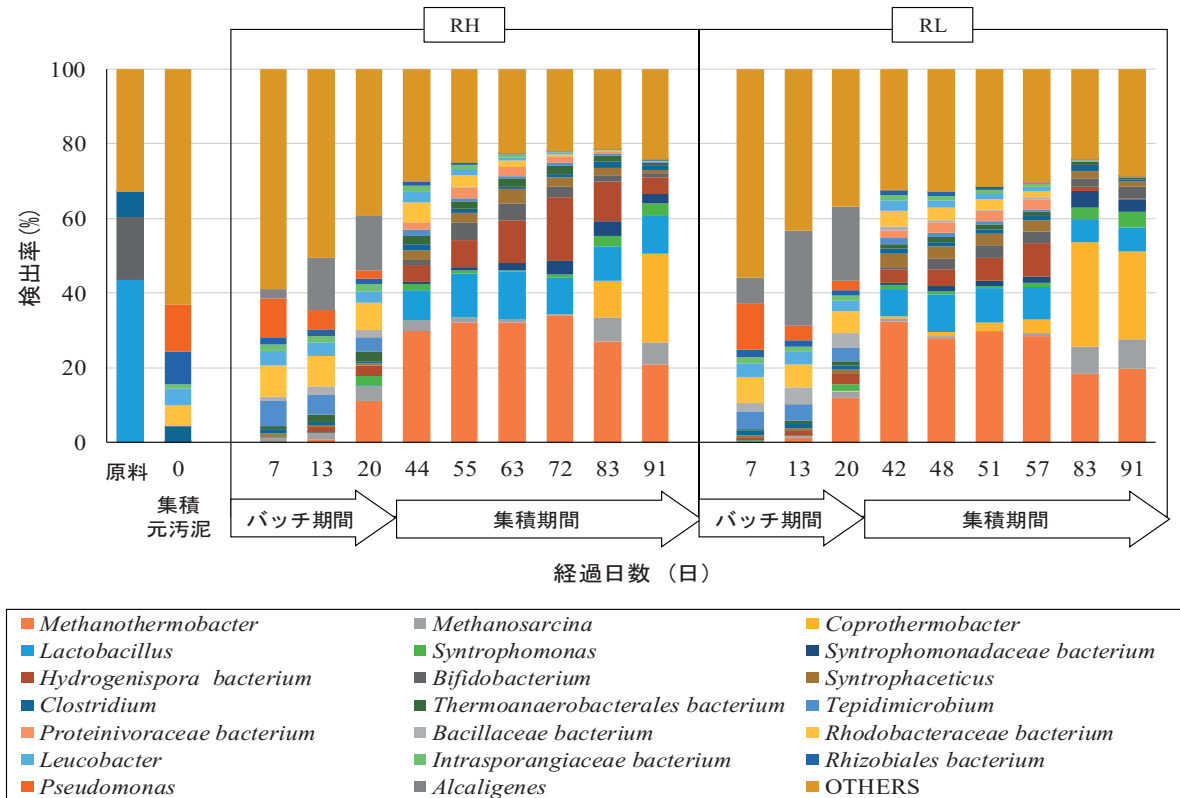 RH RL
100
80
60
40
20
0
検出率(%)
原料 0 7 13 20 44 55 63 72 83 91 7 13 20 42 48 51 57 83 91
集積
元汚泥
バッチ期間 集積期間 バッチ期間 集積期間
経過日数 (日)
Methanothermobacter Methanosarcina Coprothermobacter
Lactobacillus Syntrophomonas Syntrophomonadaceae bacterium
Hydrogenispora bacterium Bifidobacterium Syntrophaceticus
Clostridium Thermoanaerobacterales bacterium Tepidimicrobium
Proteinivoraceae bacterium Bacillaceae bacterium Rhodobacteraceae bacterium
Leucobacter Intrasporangiaceae bacterium Rhizobiales bacterium
Pseudomonas Alcaligenes OTHERS